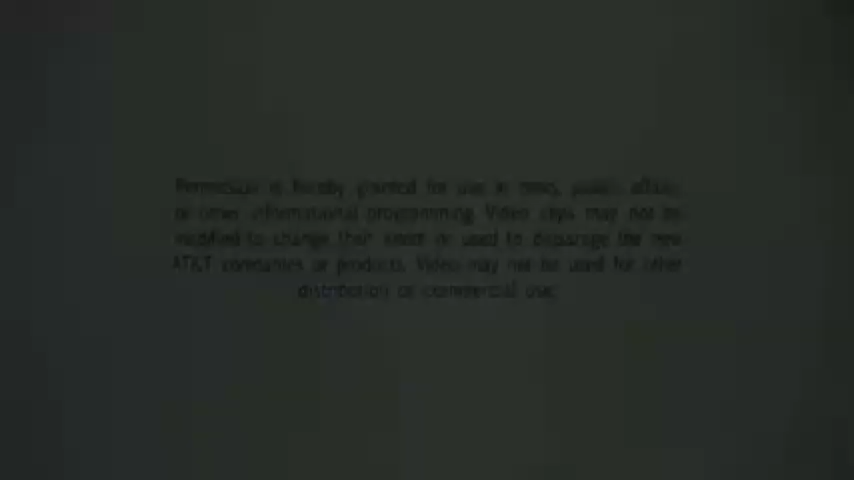 Permission is hereby granted for use in news, public affairs
or other informational programming. Video clips may not be
modified to change their intent or used to disparage the new
AT&T companies or products. Video may not be used for other
distribution or commercial use.